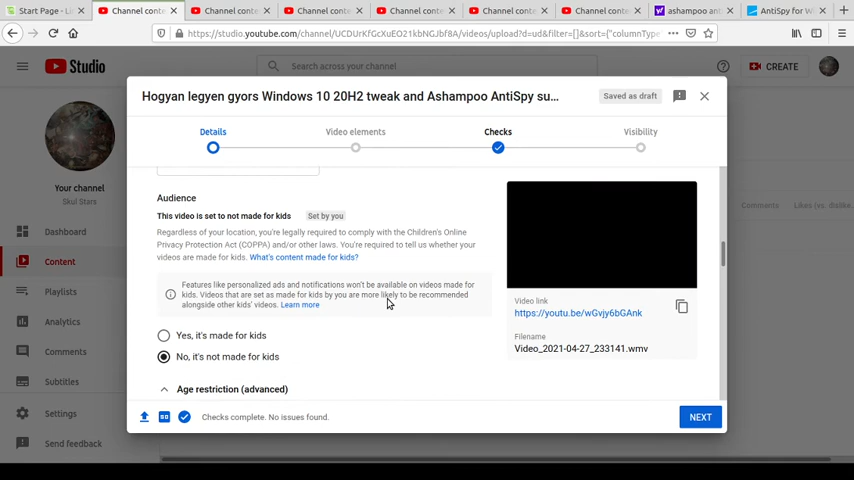 Start Page - Li
Channel conte
Channel conte
Channel conte
Channel conte
Channel conte
Channel conte
ashampoo anti
AntiSpy for W
https://studio.youtube.com/channel/UCDUrKfGcXuEO21kbNGJbf8A/videos/upload?d=ud&filter=[]&sort={"columnType
Studio
Search across your channel
CREATE
Hogyan legyen gyors Windows 10 20H2 tweak and Ashampoo AntiSpy su...
Saved as draft
Details
Video elements
Checks
Visibility
Your channel
Skul Stars
Dashboard
Content
Playlists
Analytics
Comments
Subtitles
Settings
Send feedback
Audience
This video is set to not made for kids Set by you
Regardless of your location, you're legally required to comply with the Children's Online
Privacy Protection Act (COPPA) and/or other laws. You're required to tell us whether your
videos are made for kids. What's content made for kids?
Features like personalized ads and notifications won't be available on videos made for
kids. Videos that are set as made for kids by you are more likely to be recommended
alongside other kids' videos. Learn more
Yes, it's made for kids
No, it's not made for kids
Age restriction (advanced)
Video link
https://youtu.be/wGvjy6bGAnk
Filename
Video_2021-04-27_233141.wmv
Comments
Likes (vs. dislike
Checks complete. No issues found.
NEXT